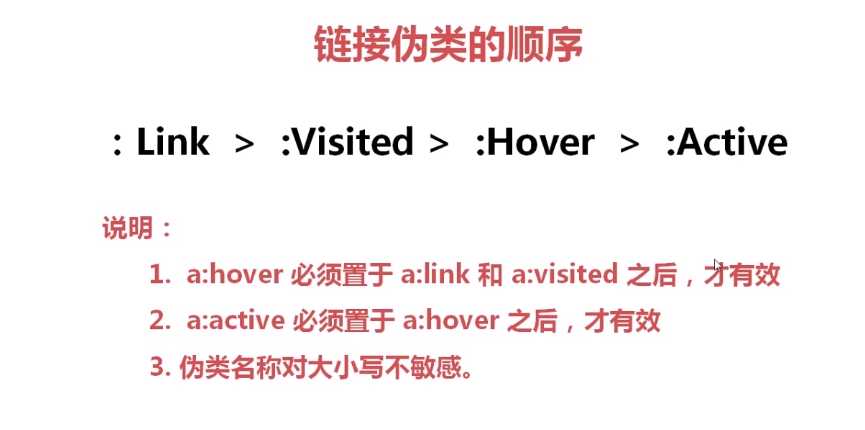 链接伪类的顺序
: Link > :Visited > :Hover > :Active
说明：
1. a:hover 必须置于 a:link 和 a:visited 之后，才有效
2. a:active 必须置于 a:hover 之后，才有效
3. 伪类名称对大小写不敏感。